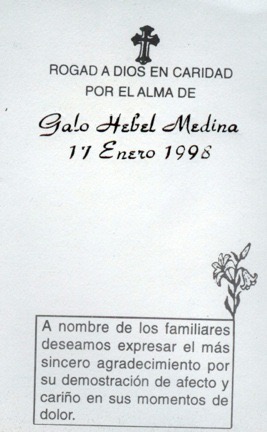 ROGAD A DIOS EN CARIDAD
POR EL ALMA DE
Galo Hebel Medina
17 Enero 1998
A nombre de los familiares
deseamos expresar el más
sincero agradecimiento por
su demostración de afecto y
cariño en sus momentos de
dolor.